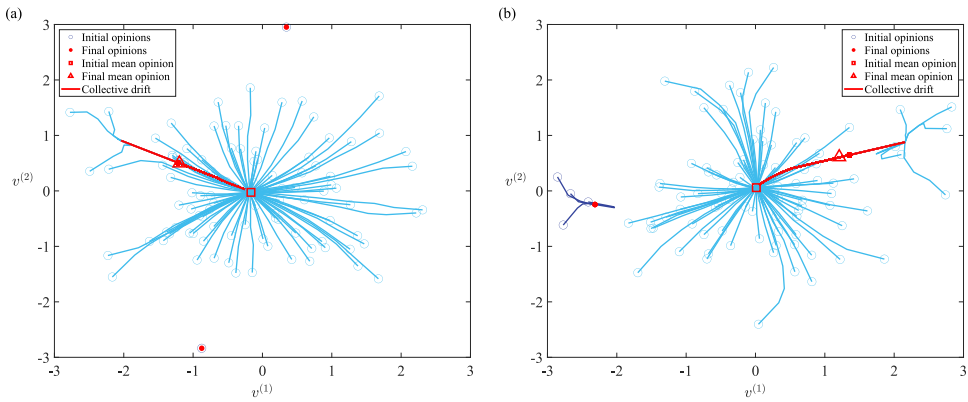 (a)
3
2
1
0
-1
-2
-3
v^(2)
-3
-2
-1
0
1
2
3
v^(1)
Initial opinions
Final opinions
Initial mean opinion
Final mean opinion
Collective drift
(b)
3
2
1
0
-1
-2
-3
v^(2)
-3
-2
-1
0
1
2
3
v^(1)
Initial opinions
Final opinions
Initial mean opinion
Final mean opinion
Collective drift